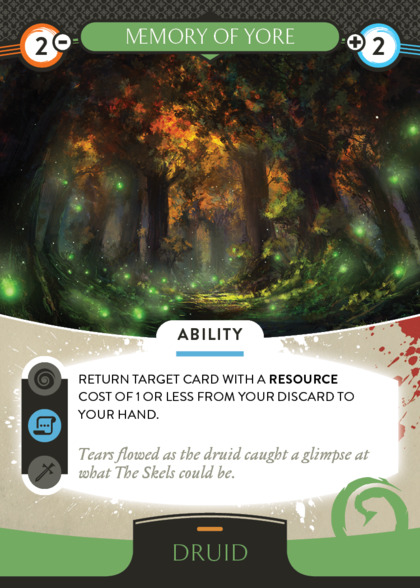 2 -
MEMORY OF YORE
+ 2
ABILITY
RETURN TARGET CARD WITH A RESOURCE
COST OF 1 OR LESS FROM YOUR DISCARD TO
YOUR HAND.
Tears flowed as the druid caught a glimpse at
what The Skels could be.
DRUID